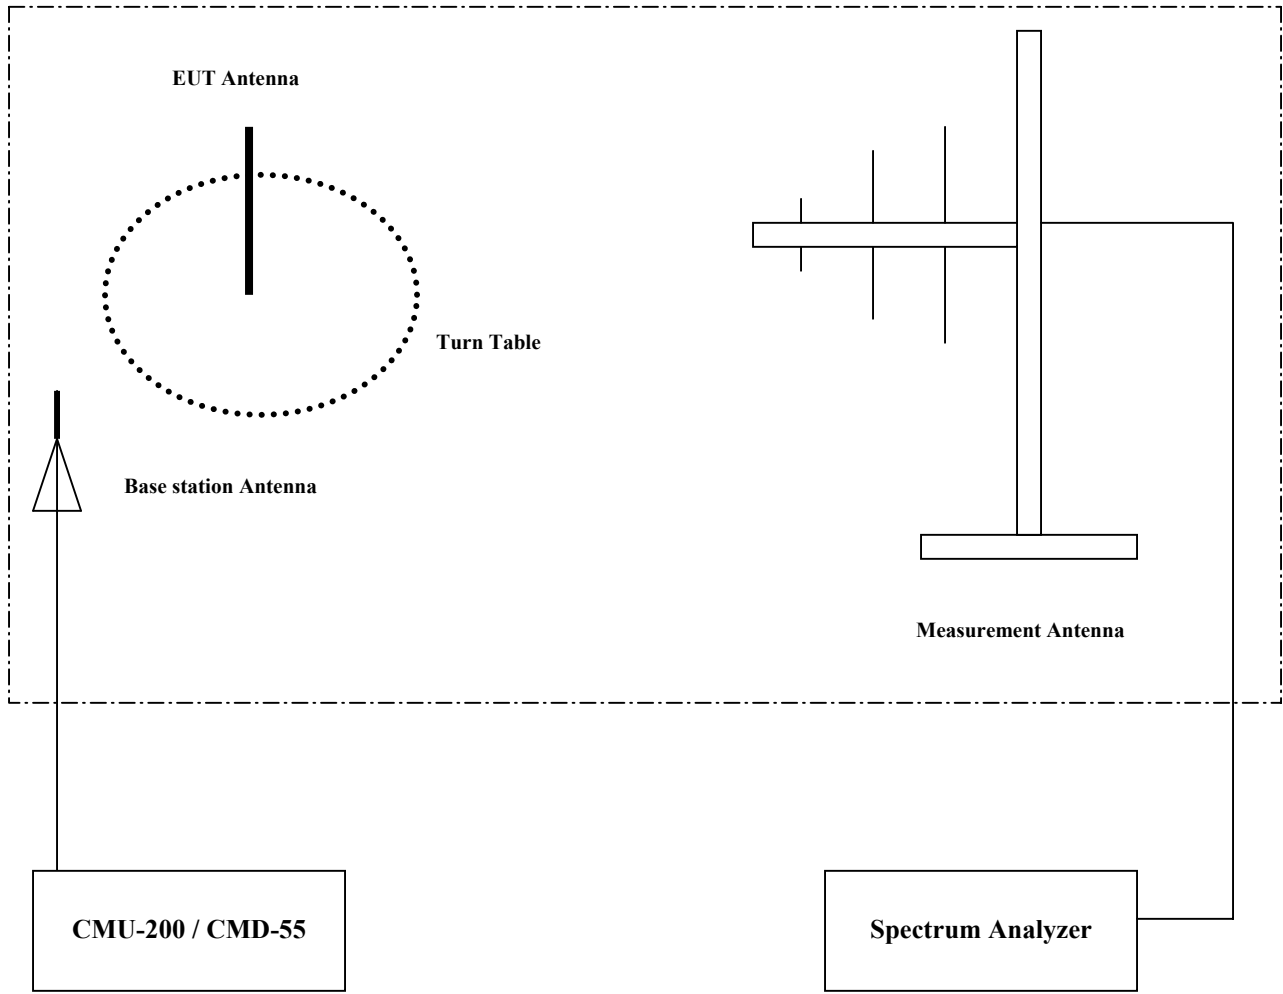 EUT Antenna
Turn Table
Base station Antenna
Measurement Antenna
CMU-200 / CMD-55
Spectrum Analyzer